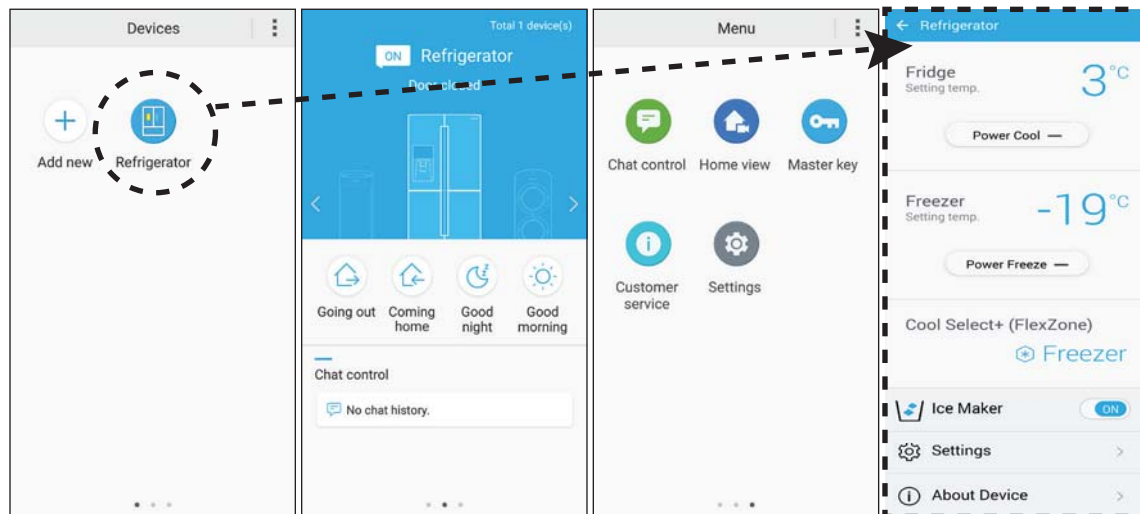 Devices
Add new
Refrigerator
Total 1 device(s)
ON Refrigerator
Door closed
Going out
Coming
home
Good
night
Good
morning
Chat control
No chat history.
Menu
Chat control
Home view
Master key
Customer
service
Settings
Refrigerator
Fridge
Setting temp.
3°C
Power Cool —
Freezer
Setting temp.
-19°C
Power Freeze —
Cool Select+ (FlexZone)
Freezer
Ice Maker ON
Settings
About Device